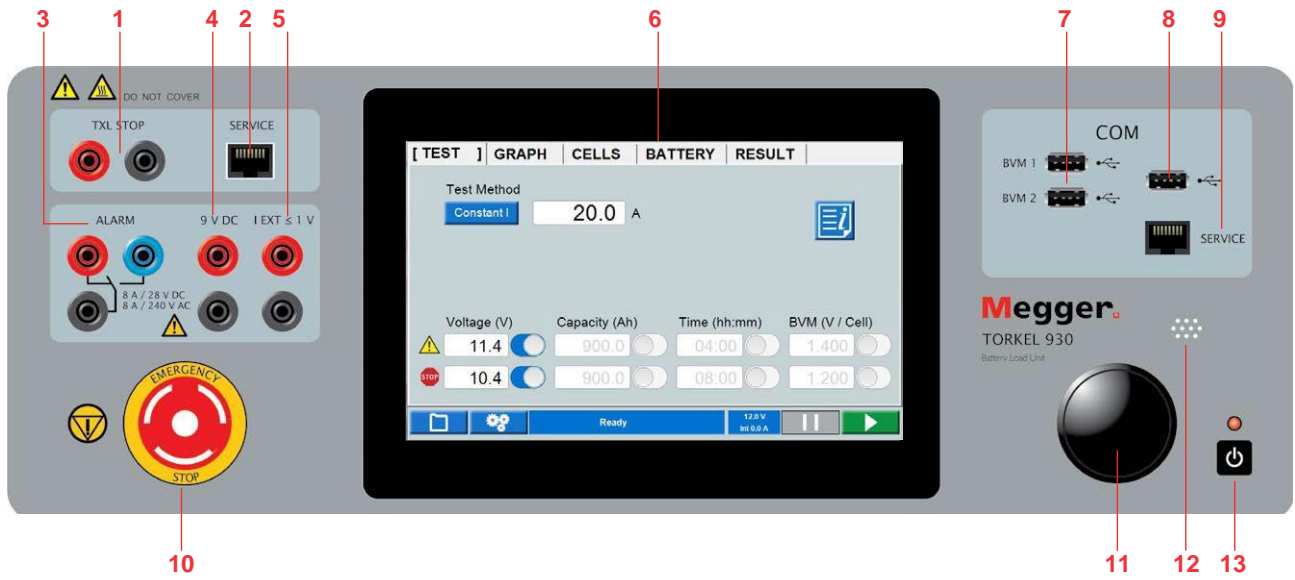 3 1 4 2 5 6 7 8 9
DO NOT COVER
TXL STOP
SERVICE
ALARM
9 V DC
I EXT ≤ 1 V
8 A / 28 V DC
8 A / 240 V AC
EMERGENCY
STOP
[ TEST ] GRAPH CELLS BATTERY RESULT
Test Method
Constant I 20.0 A
i
Voltage (V) Capacity (Ah) Time (hh:mm) BVM (V / Cell)
11.4 900.0 04:00 1.400
STOP 10.4 900.0 08:00 1.200
Ready
12.0 V
Int 0.0 A
COM
BVM 1
BVM 2
SERVICE
Megger.
TORKEL 930
Battery Load Unit
10 11 12 13